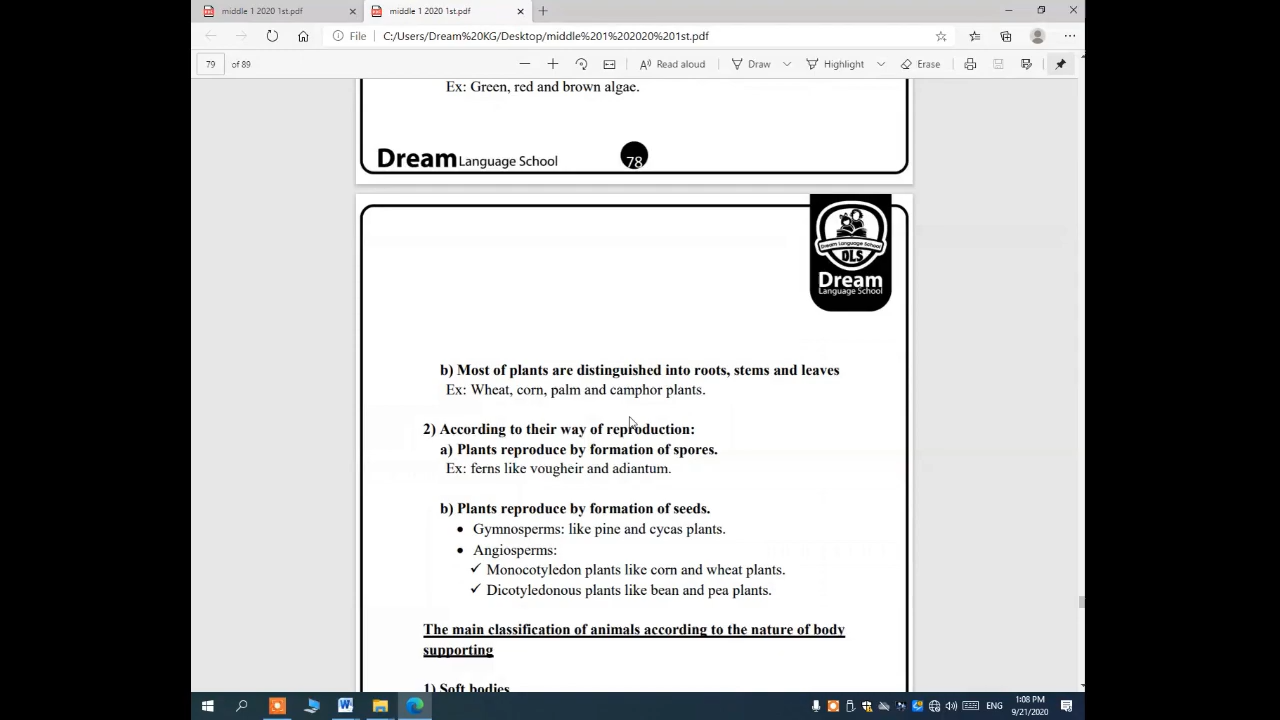 middle 1 2020 1st.pdf
middle 1 2020 1st.pdf
File
C:/Users/Dream%20KG/Desktop/middle%201%202020%201st.pdf
79 of 89
Read aloud
Draw
Highlight
Erase
Ex: Green, red and brown algae.
Dream Language School
78
Dream Language School
DLS
Dream
Language School
b) Most of plants are distinguished into roots, stems and leaves
Ex: Wheat, corn, palm and camphor plants.
2) According to their way of reproduction:
a) Plants reproduce by formation of spores.
Ex: ferns like vougheir and adiantum.
b) Plants reproduce by formation of seeds.
• Gymnosperms: like pine and cycas plants.
• Angiosperms:
✓ Monocotyledon plants like corn and wheat plants.
✓ Dicotyledonous plants like bean and pea plants.
The main classification of animals according to the nature of body
supporting
1) Soft bodies
ENG
1:08 PM
9/21/2020